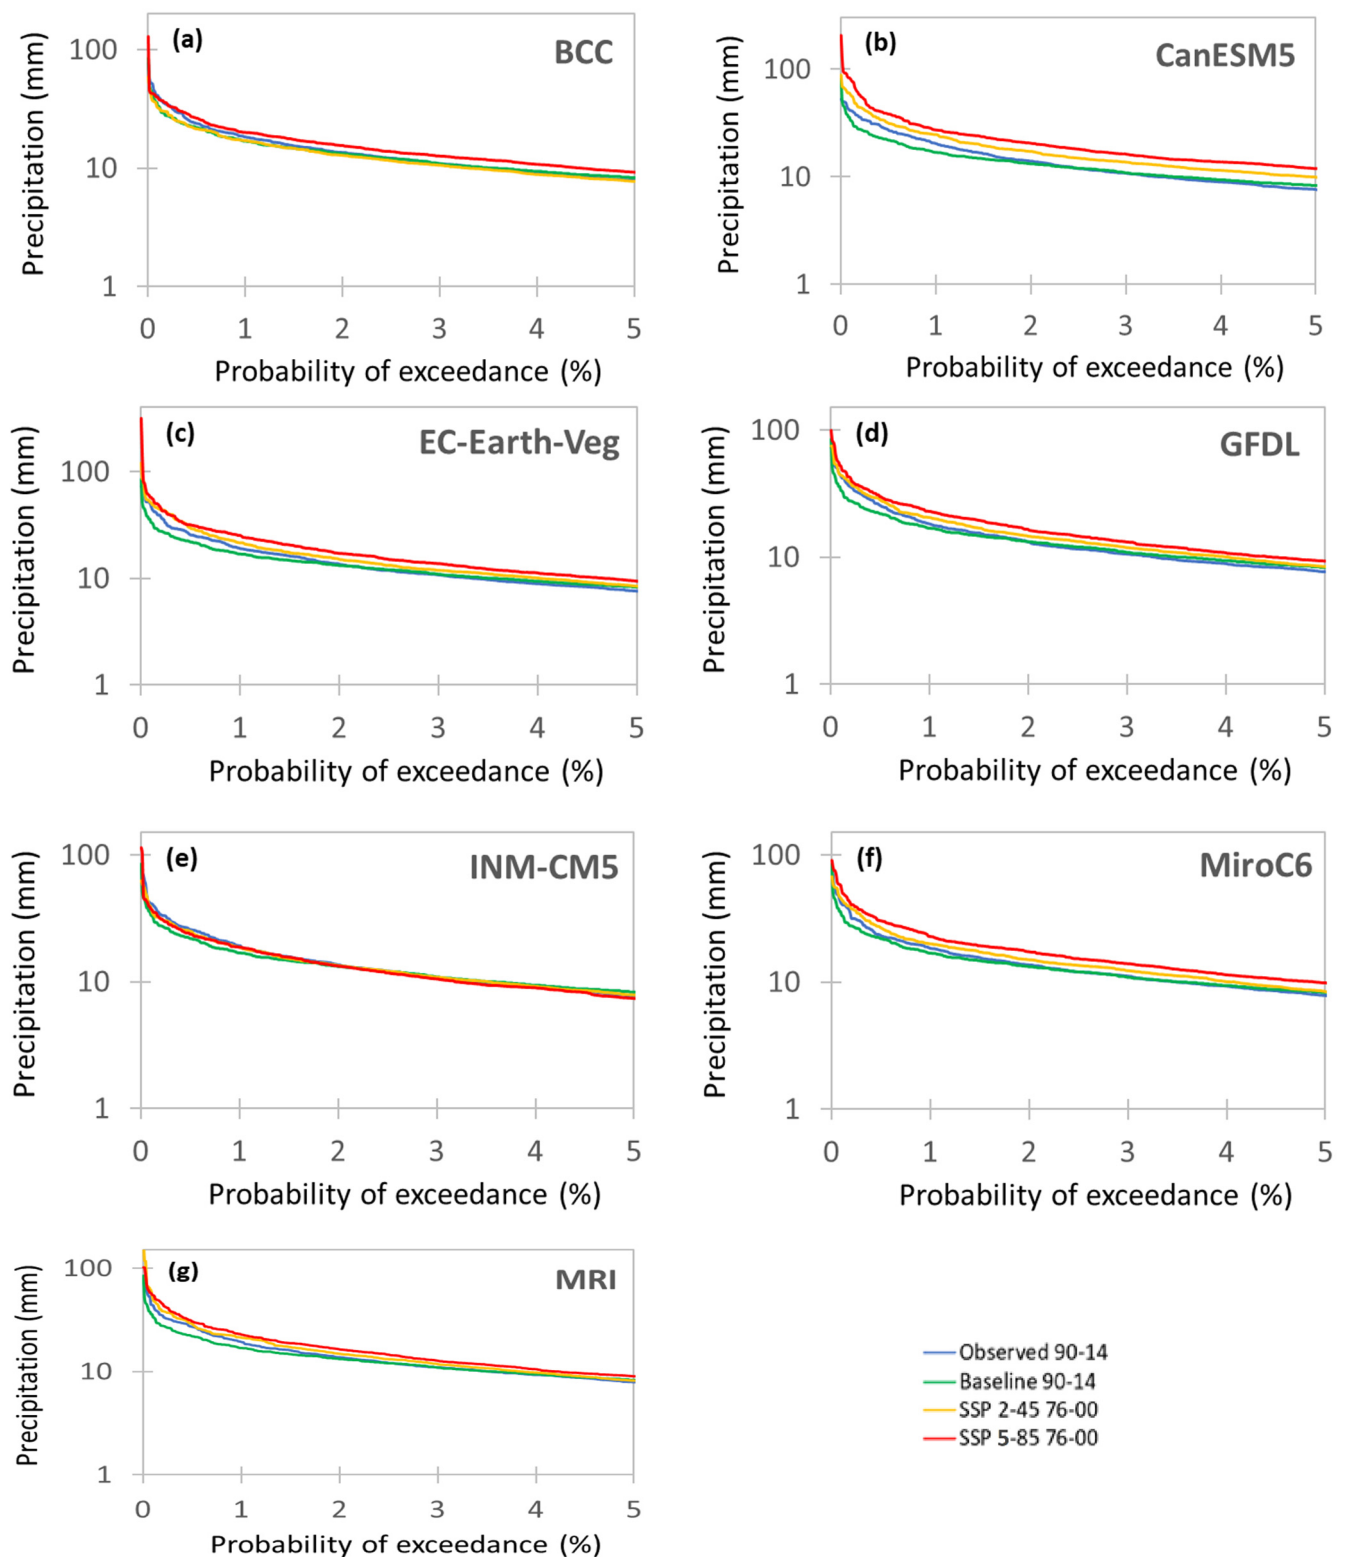 (a)
BCC
Precipitation (mm)
100
10
1
0 1 2 3 4 5
Probability of exceedance (%)
(b)
CanESM5
Precipitation (mm)
100
10
1
0 1 2 3 4 5
Probability of exceedance (%)
(c)
EC-Earth-Veg
Precipitation (mm)
100
10
1
0 1 2 3 4 5
Probability of exceedance (%)
(d)
GFDL
Precipitation (mm)
100
10
1
0 1 2 3 4 5
Probability of exceedance (%)
(e)
INM-CM5
Precipitation (mm)
100
10
1
0 1 2 3 4 5
Probability of exceedance (%)
(f)
MiroC6
Precipitation (mm)
100
10
1
0 1 2 3 4 5
Probability of exceedance (%)
(g)
MRI
Precipitation (mm)
100
10
1
0 1 2 3 4 5
Probability of exceedance (%)
Observed 90-14
Baseline 90-14
SSP 2-45 76-00
SSP 5-85 76-00